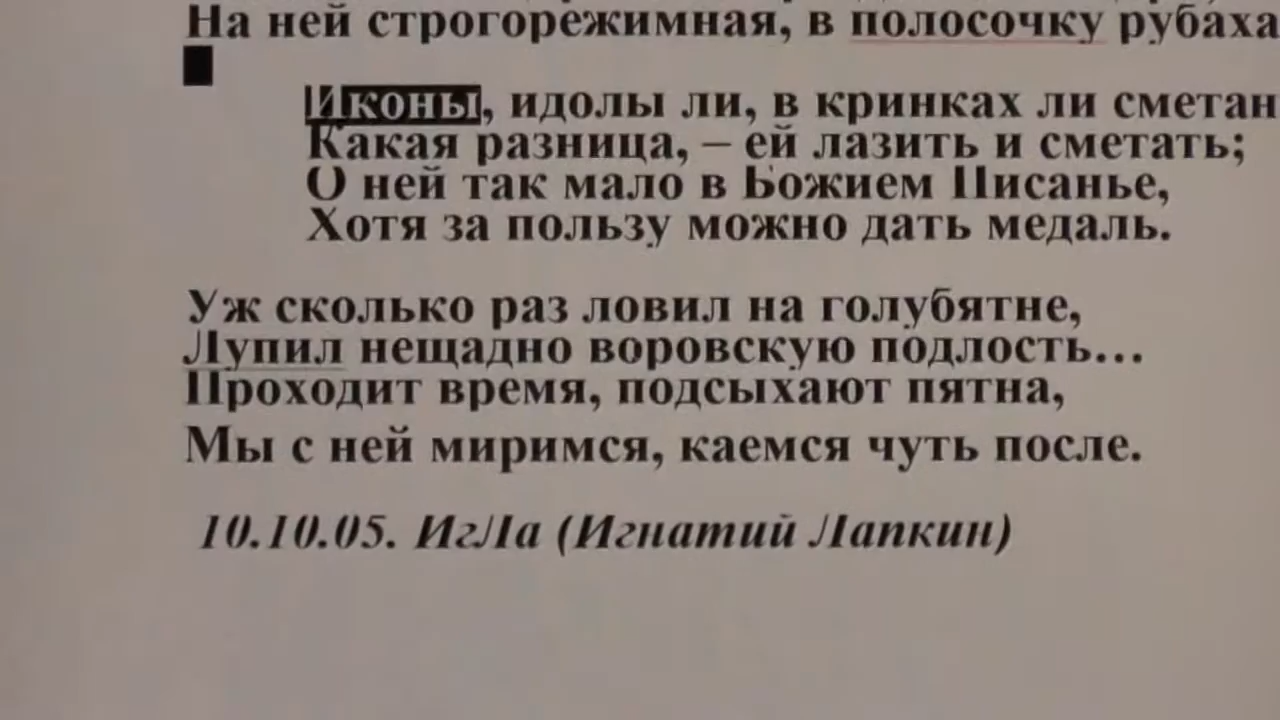 На ней строгорежимная, в полосочку рубаха
Иконы, идолы ли, в кринках ли сметан
Какая разница, – ей лазить и сметать;
О ней так мало в Божием Писанье,
Хотя за пользу можно дать медаль.
Уж сколько раз ловил на голубятне,
Лупил нещадно воровскую подлость…
Проходит время, подсыхают пятна,
Мы с ней миримся, каемся чуть после.
10.10.05. ИгЛа (Игнатий Лапкин)